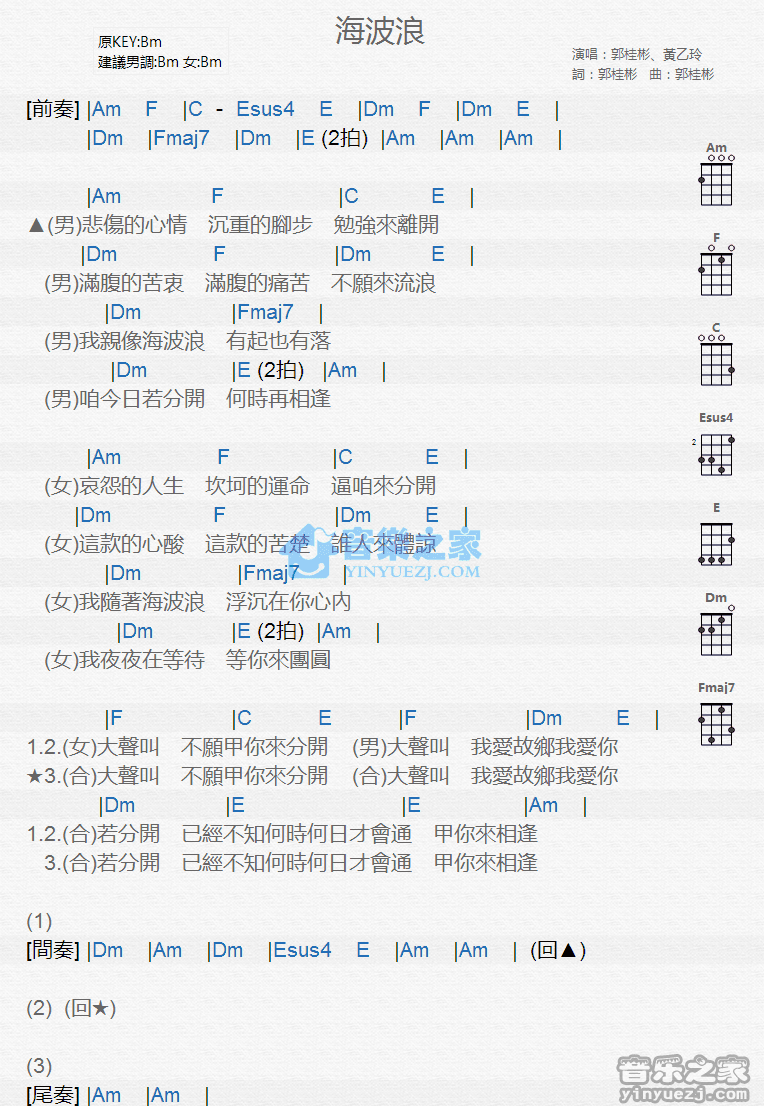 海波浪
原KEY:Bm
建議男調:Bm 女:Bm
演唱：郭桂彬、黃乙玲
詞：郭桂彬　曲：郭桂彬
[前奏] |Am F |C - Esus4 E |Dm F |Dm E |
|Dm |Fmaj7 |Dm |E (2拍) |Am |Am |Am |
|Am F |C E |
▲(男)悲傷的心情　沉重的腳步　勉強來離開
|Dm F |Dm E |
(男)滿腹的苦衷　滿腹的痛苦　不願來流浪
|Dm |Fmaj7 |
(男)我親像海波浪　有起也有落
|Dm |E (2拍) |Am |
(男)咱今日若分開　何時再相逢
|Am F |C E |
(女)哀怨的人生　坎坷的運命　逼咱來分開
|Dm F |Dm E |
(女)這款的心酸　這款的苦楚　誰人來體諒
|Dm |Fmaj7 |
(女)我隨著海波浪　浮沉在你心內
|Dm |E (2拍) |Am |
(女)我夜夜在等待　等你來團圓
|F |C E |F |Dm E |
1.2.(女)大聲叫　不願甲你來分開　(男)大聲叫　我愛故鄉我愛你
★3.(合)大聲叫　不願甲你來分開　(合)大聲叫　我愛故鄉我愛你
|Dm |E |E |Am |
1.2.(合)若分開　已經不知何時何日才會通　甲你來相逢
3.(合)若分開　已經不知何時何日才會通　甲你來相逢
(1)
[間奏] |Dm |Am |Dm |Esus4 E |Am |Am | (回▲)
(2) (回★)
(3)
[尾奏] |Am |Am |
Am
F
C
Esus4
2
E
Dm
Fmaj7
音樂之家
YINYUEZJ.COM
音乐之家
yinyuezj.com